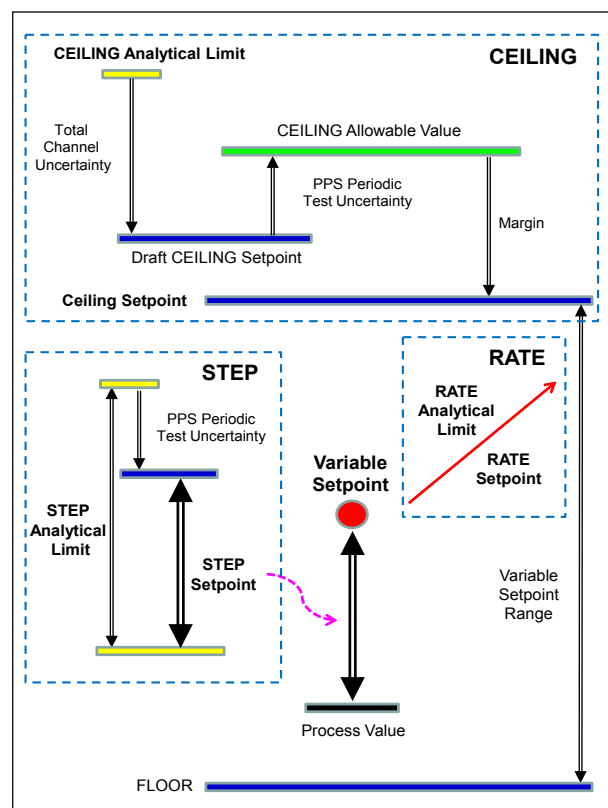 CEILING Analytical Limit
CEILING
Total
Channel
Uncertainty
CEILING Allowable Value
PPS Periodic
Test Uncertainty
Margin
Draft CEILING Setpoint
Ceiling Setpoint
STEP
PPS Periodic
Test Uncertainty
STEP
Analytical
Limit
STEP
Setpoint
RATE
RATE
Analytical
Limit
RATE
Setpoint
Variable
Setpoint
Variable
Setpoint
Range
Process Value
FLOOR